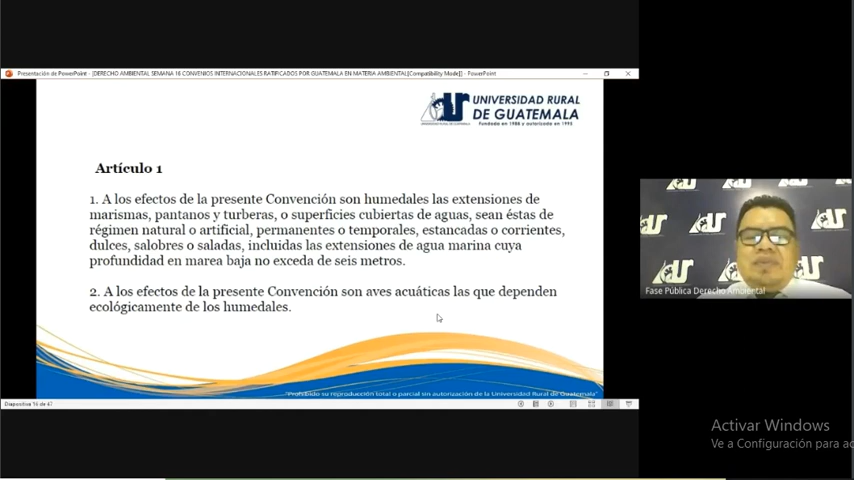 Presentación de PowerPoint - [DERECHO AMBIENTAL SEMANA 16 CONVENIOS INTERNACIONALES RATIFICADOS POR GUATEMALA EN MATERIA AMBIENTAL[Compatibility Mode]] - PowerPoint
UNIVERSIDAD RURAL
DE GUATEMALA
Fundada en 1988 y autorizada en 1995
Artículo 1
1. A los efectos de la presente Convención son humedales las extensiones de
marismas, pantanos y turberas, o superficies cubiertas de aguas, sean éstas de
régimen natural o artificial, permanentes o temporales, estancadas o corrientes,
dulces, salobres o saladas, incluidas las extensiones de agua marina cuya
profundidad en marea baja no exceda de seis metros.
2. A los efectos de la presente Convención son aves acuáticas las que dependen
ecológicamente de los humedales.
"Prohibido su reproducción total o parcial sin autorización de la Universidad Rural de Guatemala"
Diapositiva 16 de 47
Fase Pública Derecho Ambiental
Activar Windows
Ve a Configuración para ac